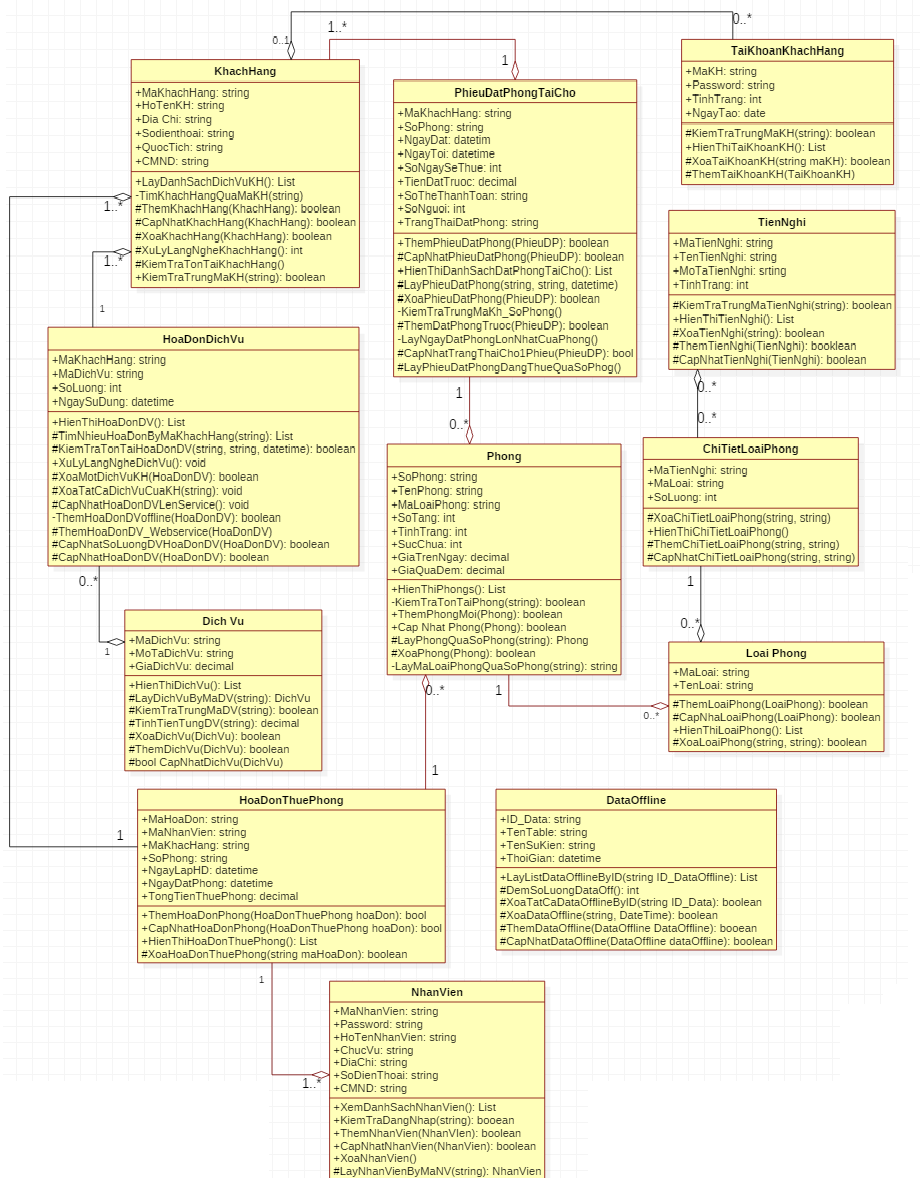 KhachHang
+MaKhachHang: string
+HoTenKH: string
+Dia Chi: string
+Sodienthoai: string
+QuocTich: string
+CMND: string
+LayDanhSachDichVuKH(): List
-TimKhachHangQuaMaKH(string)
#ThemKhachHang(KhachHang): boolean
#CapNhatKhachHang(KhachHang): boolean
#XoaKhachHang(KhachHang): boolean
#XuLyLangNgheKhachHang(): int
#KiemTraTonTaiKhachHang()
+KiemTraTrungMaKH(string): boolean
0..1
1..*
1
0..*
1..*
1..*
1
PhieuDatPhongTaiCho
+MaKhachHang: string
+SoPhong: string
+NgayDat: datetim
+NgayToi: datetime
+SoNgaySeThue: int
+TienDatTruoc: decimal
+SoTheThanhToan: string
+SoNguoi: int
+TrangThaiDatPhong: string
+ThemPhieuDatPhong(PhieuDP): boolean
#CapNhatPhieuDatPhong(PhieuDP): boolean
+HienThiDanhSachDatPhongTaiCho(): List
#LayPhieuDatPhong(string, string, datetime)
#XoaPhieuDatPhong(PhieuDP): boolean
-KiemTraTrungMaKh_SoPhong()
#ThemDatPhongTruoc(PhieuDP): boolean
-LayNgayDatPhongLonNhatCuaPhong()
#CapNhatTrangThaiCho1Phieu(PhieuDP): bool
#LayPhieuDatPhongDangThueQuaSoPhog()
1
0..*
TaiKhoanKhachHang
+MaKH: string
+Password: string
+TinhTrang: int
+NgayTao: date
#KiemTraTrungMaKH(string): boolean
+HienThiTaiKhoanKH(): List
#XoaTaiKhoanKH(string maKH): boolean
#ThemTaiKhoanKH(TaiKhoanKH)
TienNghi
+MaTienNghi: string
+TenTienNghi: string
+MoTaTienNghi: srting
+TinhTrang: int
#KiemTraTrungMaTienNghi(string): boolean
+HienThiTienNghi(): List
#XoaTienNghi(string): boolean
#ThemTienNghi(TienNghi): booklean
#CapNhatTienNghi(TienNghi): boolean
0..*
0..*
HoaDonDichVu
+MaKhachHang: string
+MaDichVu: string
+SoLuong: int
+NgaySuDung: datetime
+HienThiHoaDonDV(): List
#TimNhieuHoaDonByMaKhachHang(string): List
#KiemTraTonTaiHoaDonDV(string, string, datetime): boolean
+XuLyLangNgheDichVu(): void
#XoaMotDichVuKH(HoaDonDV): boolean
#XoaTatCaDichVuCuaKH(string): void
#CapNhatHoaDonDVLenService(): void
-ThemHoaDonDVoffline(HoaDonDV): boolean
#ThemHoaDonDV_Webservice(HoaDonDV)
#CapNhatSoLuongDVHoaDonDV(HoaDonDV): boolean
#CapNhatHoaDonDV(HoaDonDV): boolean
0..*
1
Phong
+SoPhong: string
+TenPhong: string
+MaLoaiPhong: string
+SoTang: int
+TinhTrang: int
+SucChua: int
+GiaTrenNgay: decimal
+GiaQuaDem: decimal
+HienThiPhongs(): List
-KiemTraTonTaiPhong(string): boolean
+ThemPhongMoi(Phong): boolean
+Cap Nhat Phong(Phong): boolean
#LayPhongQuaSoPhong(string): Phong
#XoaPhong(Phong): boolean
-LayMaLoaiPhongQuaSoPhong(string): string
0..*
1
0..*
1
ChiTietLoaiPhong
+MaTienNghi: string
+MaLoai: string
+SoLuong: int
#XoaChiTietLoaiPhong(string, string)
+HienThiChiTietLoaiPhong()
#ThemChiTietLoaiPhong(string, string)
#CapNhatChiTietLoaiPhong(string, string)
1
0..*
Dich Vu
+MaDichVu: string
+MoTaDichVu: string
+GiaDichVu: decimal
+HienThiDichVu(): List
#LayDichVuByMaDV(string): DichVu
#KiemTraTrungMaDV(string): boolean
#TinhTienTungDV(string): decimal
#XoaDichVu(DichVu): boolean
#ThemDichVu(DichVu): boolean
#bool CapNhatDichVu(DichVu)
Loai Phong
+MaLoai: string
+TenLoai: string
#ThemLoaiPhong(LoaiPhong): boolean
#CapNhaLoaiPhong(LoaiPhong): boolean
+HienThiLoaiPhong(): List
#XoaLoaiPhong(string, string): boolean
HoaDonThuePhong
+MaHoaDon: string
+MaNhanVien: string
+MaKhacHang: string
+SoPhong: string
+NgayLapHD: datetime
+NgayDatPhong: datetime
+TongTienThuePhong: decimal
+ThemHoaDonPhong(HoaDonThuePhong hoaDon): bool
+CapNhatHoaDonPhong(HoaDonThuePhong hoaDon): bool
+HienThiHoaDonThuePhong(): List
#XoaHoaDonThuePhong(string maHoaDon): boolean
1
1
1..*
DataOffline
+ID_Data: string
+TenTable: string
+TenSuKien: string
+ThoiGian: datetime
+LayListDataOfflineByID(string ID_DataOffline): List
#DemSoLuongDataOff(): int
#XoaTatCaDataOfflineByID(string ID_Data): boolean
#XoaDataOffline(string, DateTime): boolean
#ThemDataOffline(DataOffline DataOffline): booean
#CapNhatDataOffline(DataOffline dataOffline): boolean
NhanVien
+MaNhanVien: string
+Password: string
+HoTenNhanVien: string
+ChucVu: string
+DiaChi: string
+SoDienThoai: string
+CMND: string
+XemDanhSachNhanVien(): List
+KiemTraDangNhap(string): booean
+ThemNhanVien(NhanVIen): boolean
+CapNhatNhanVien(NhanVien): boolean
+XoaNhanVien()
#LayNhanVienByMaNV(string): NhanVien